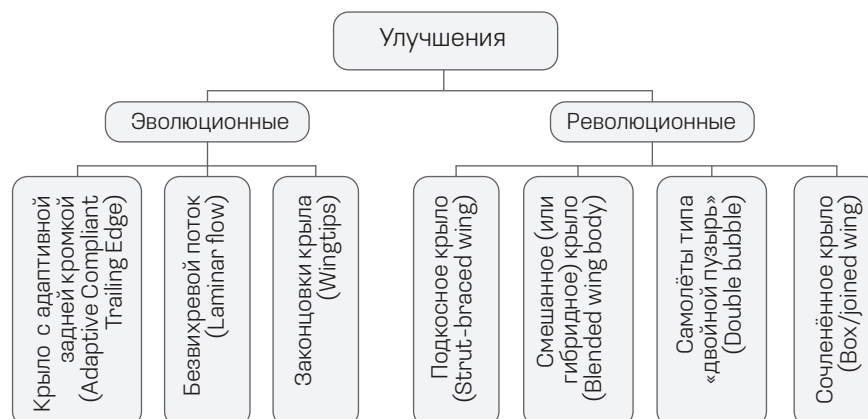 Улучшения
Эволюционные
Революционные
Крыло с адаптивной
задней кромкой
(Adaptive Compliant
Trailing Edge)
Безвихревой поток
(Laminar flow)
Законцовки крыла
(Wingtips)
Подкосное крыло
(Strut-braced wing)
Смешанное (или
гибридное) крыло
(Blended wing body)
Самолёты типа
«двойной пузырь»
(Double bubble)
Сочленённое крыло
(Box/joined wing)